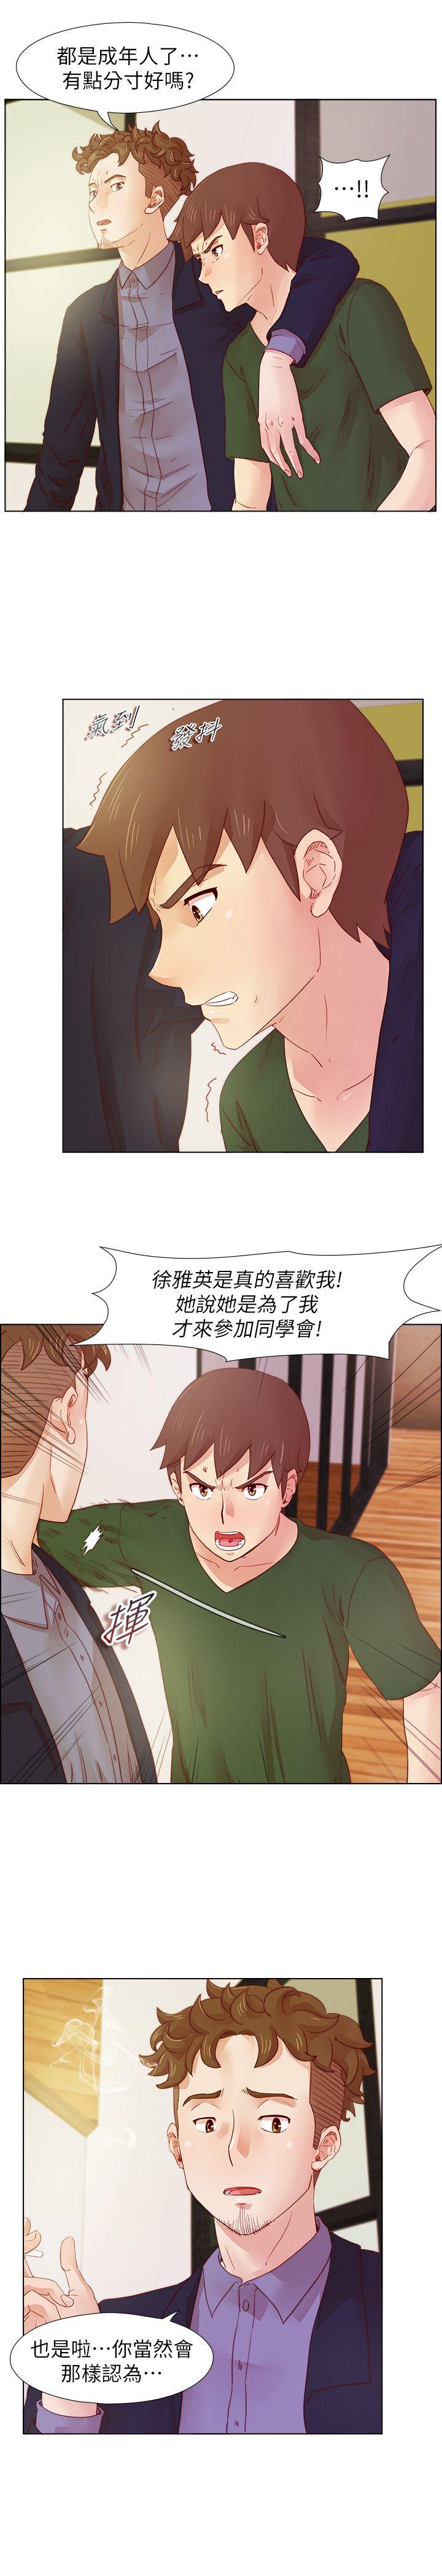 都是成年人了⋯
有點分寸好嗎?
⋯!!
氣到
發抖
徐雅英是真的喜歡我!
她說她是為了我
才來參加同學會!
揮
也是啦⋯你當然會
那樣認為⋯